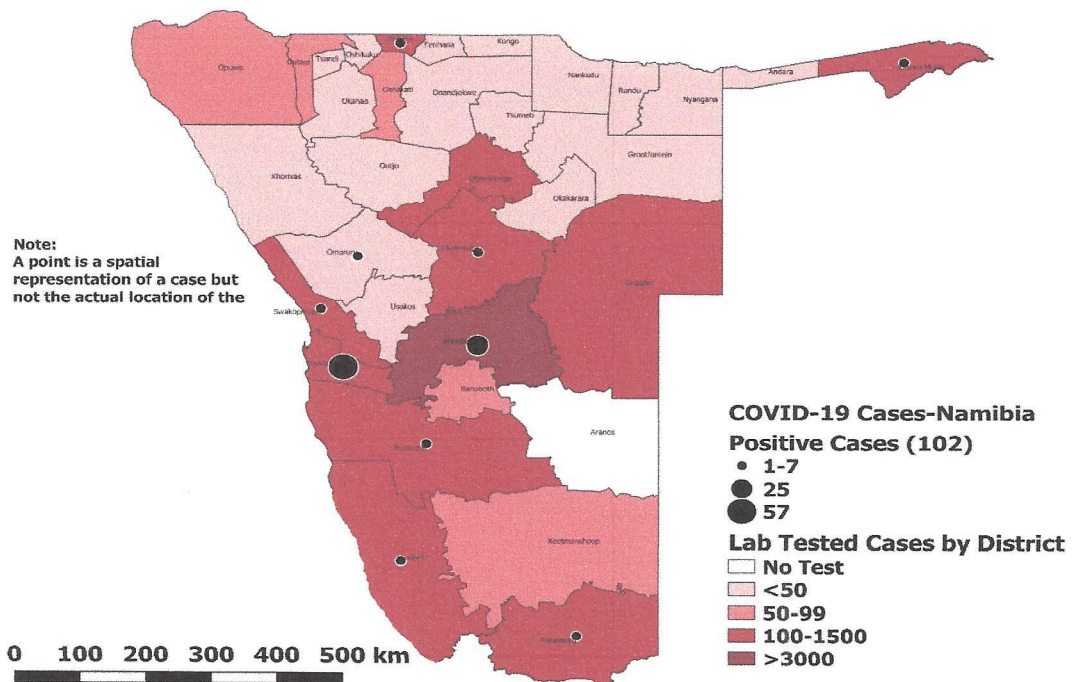 Opuwo
Tsandi
Oshikuku
Kongo
Okahao
Oshakati
Onandjokwe
Nankudu
Rundu
Nyangana
Andara
Tsumeb
Grootfontein
Khorixas
Outjo
Okakarara
Omaruru
Usakos
Note:
A point is a spatial
representation of a case but
not the actual location of the
Rehoboth
Aranos
Keetmanshoop
COVID-19 Cases-Namibia
Positive Cases (102)
1-7
25
57
Lab Tested Cases by District
No Test
<50
50-99
100-1500
>3000
0 100 200 300 400 500 km